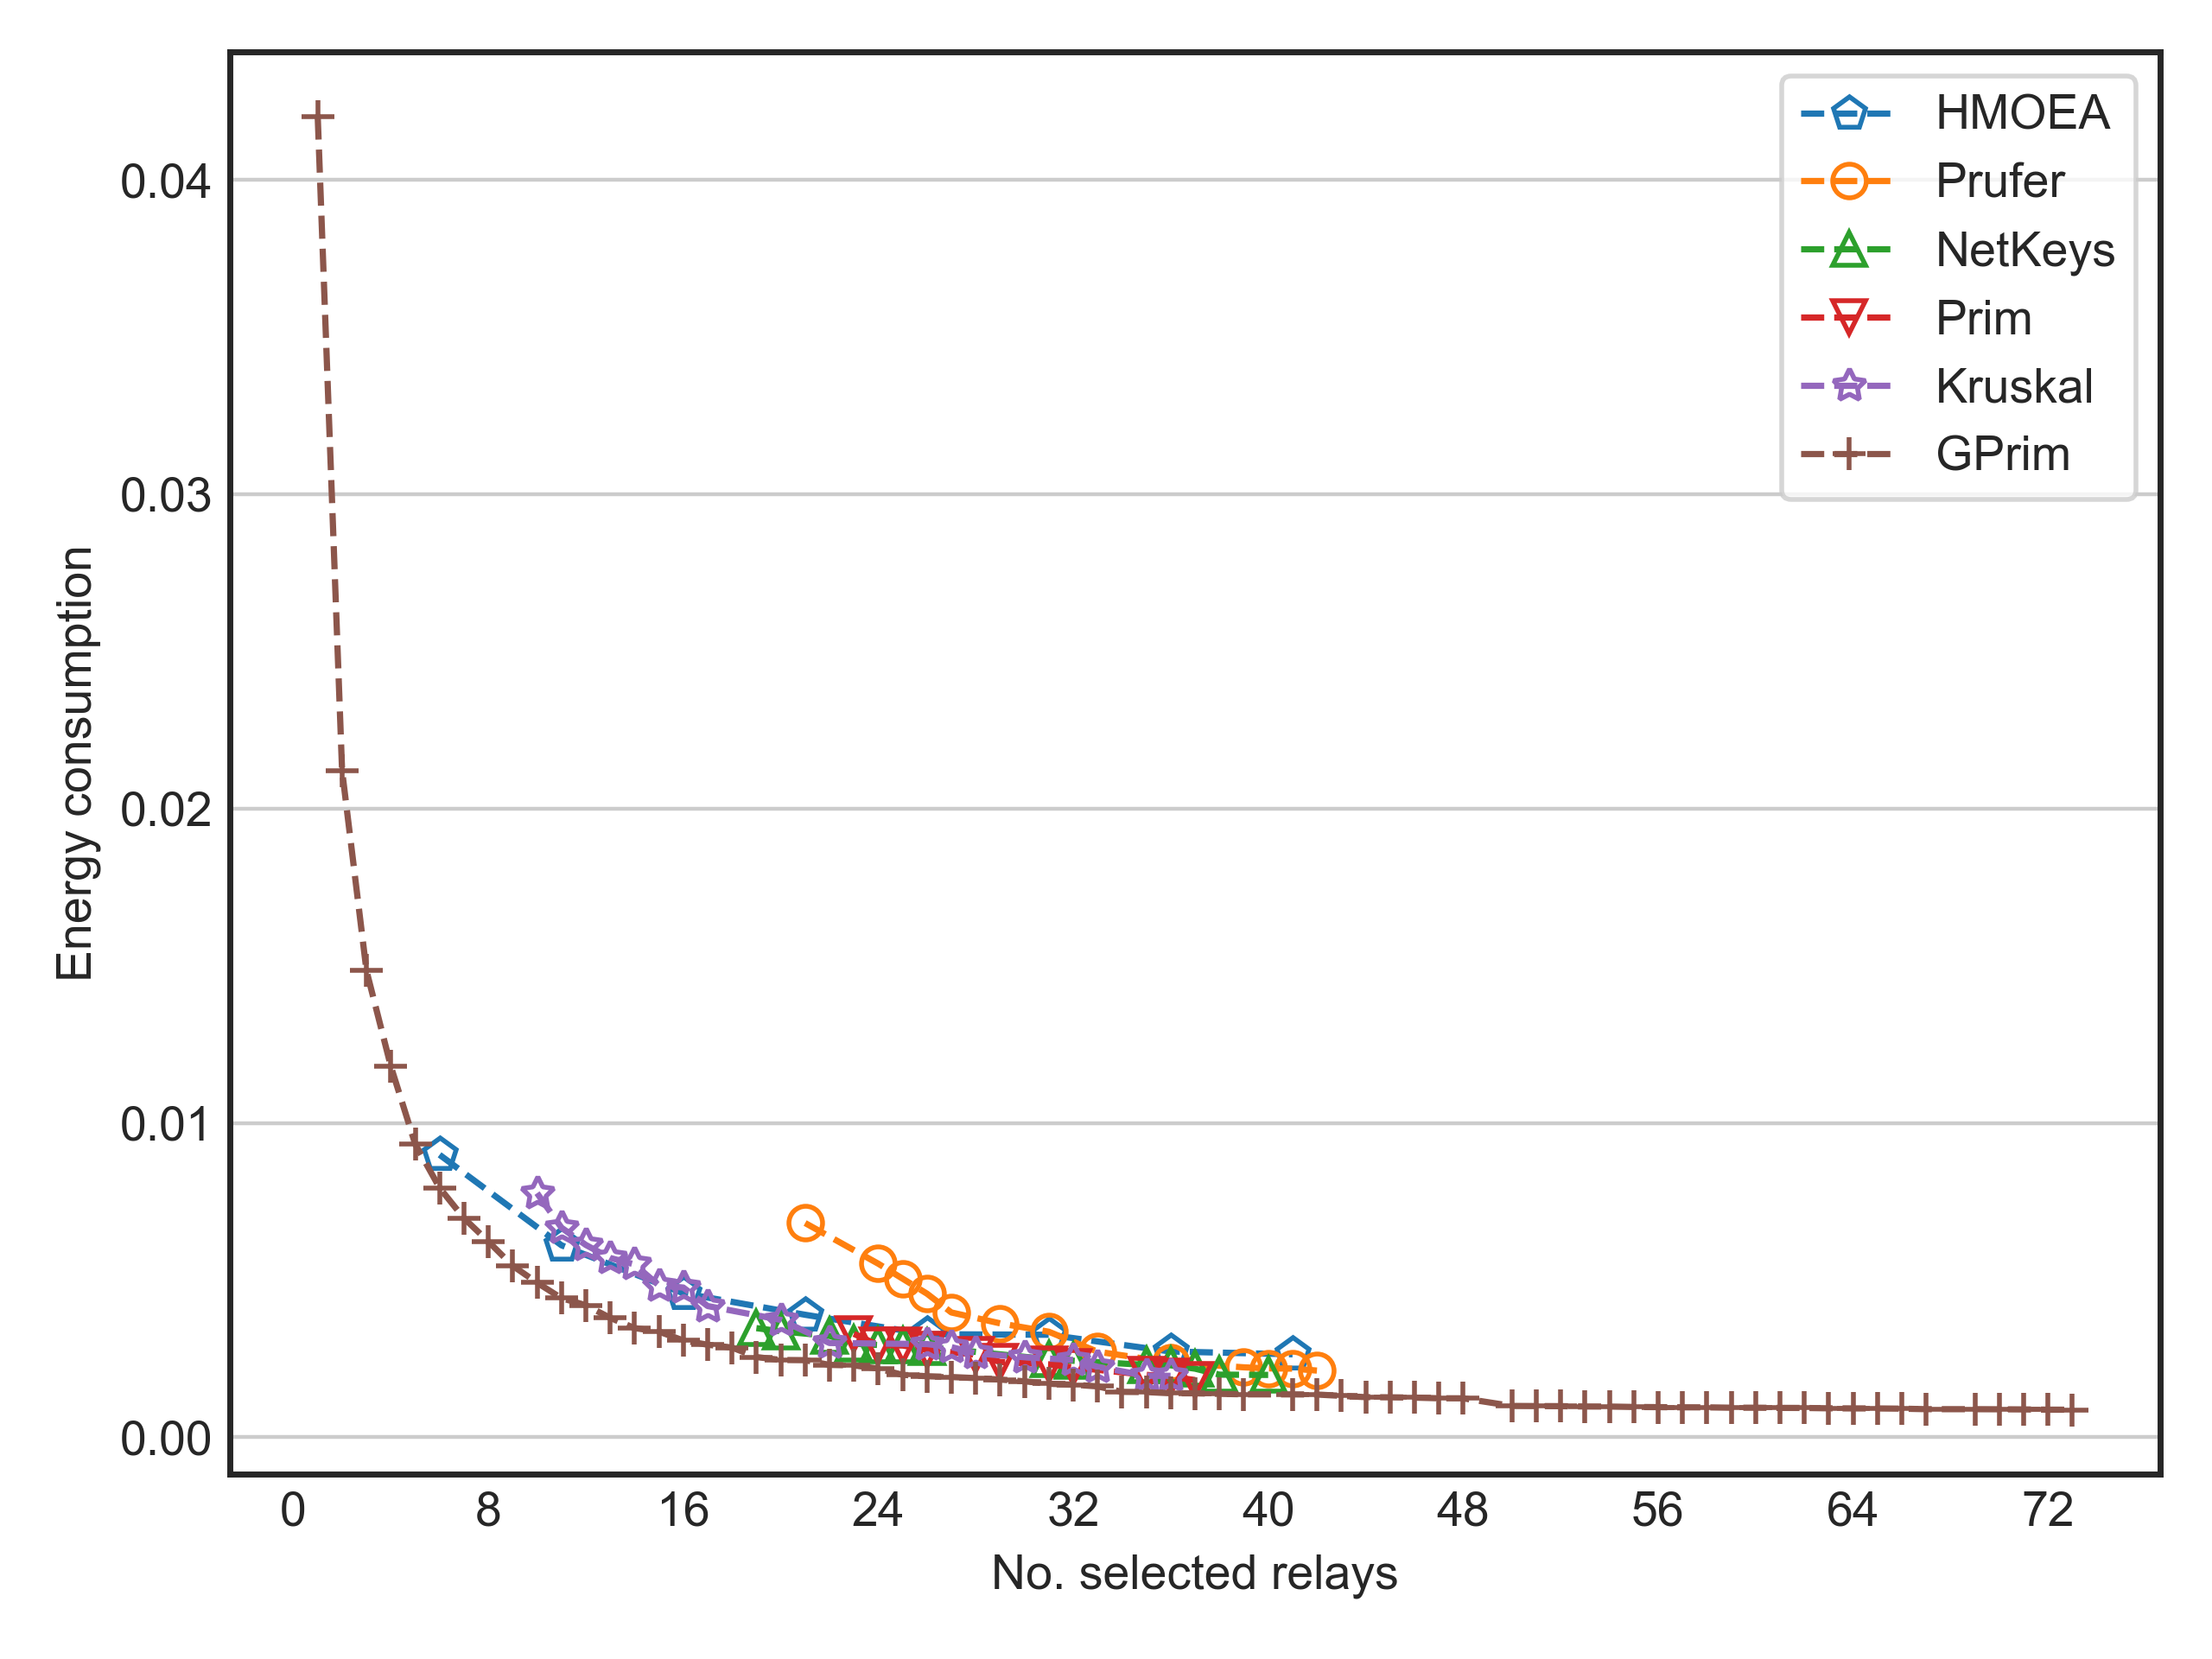 HMOEA
Prufer
NetKeys
Prim
Kruskal
GPrim
0.04
0.03
0.02
0.01
0.00
Energy consumption
0 8 16 24 32 40 48 56 64 72
No. selected relays